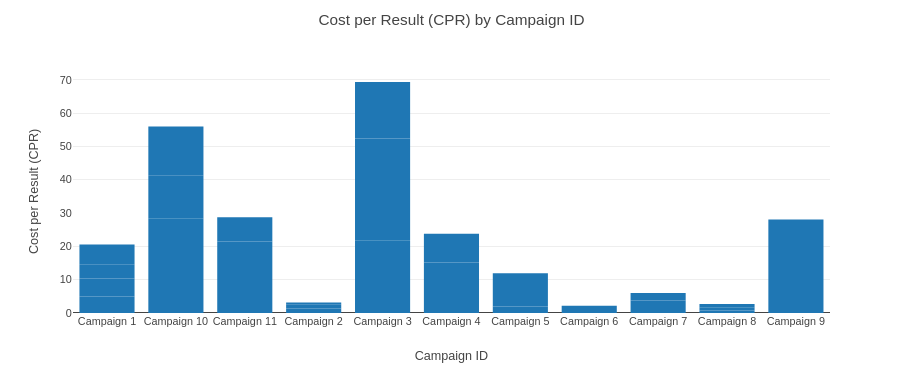 Cost per Result (CPR) by Campaign ID
Cost per Result (CPR)
70
60
50
40
30
20
10
0
Campaign 1 Campaign 10 Campaign 11 Campaign 2 Campaign 3 Campaign 4 Campaign 5 Campaign 6 Campaign 7 Campaign 8 Campaign 9
Campaign ID